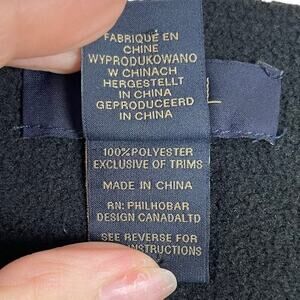 FABRIQUÉ EN
CHINE
WYPRODUKOWANO
W CHINACH
HERGESTELLT
IN CHINA
GEPRODUCEERD
IN CHINA
100%POLYESTER
EXCLUSIVE OF TRIMS
MADE IN CHINA
RN: PHILHOBAR
DESIGN CANADALTD
SEE REVERSE FOR
INSTRUCTIONS